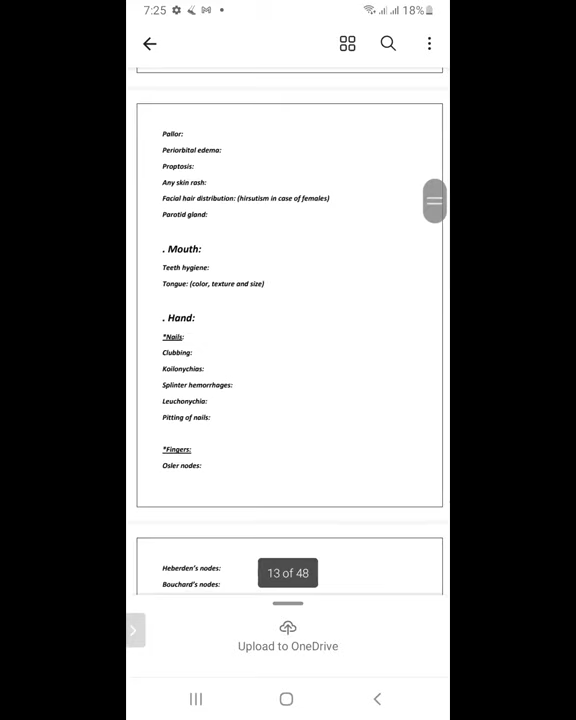 7:25
18%
Pallor:
Periorbital edema:
Proptosis:
Any skin rash:
Facial hair distribution: (hirsutism in case of females)
Parotid gland:
. Mouth:
Teeth hygiene:
Tongue: (color, texture and size)
. Hand:
*Nails:
Clubbing:
Koilonychias:
Splinter hemorrhages:
Leuchonychia:
Pitting of nails:
*Fingers:
Osler nodes:
Heberden's nodes:
Bouchard's nodes:
13 of 48
Upload to OneDrive